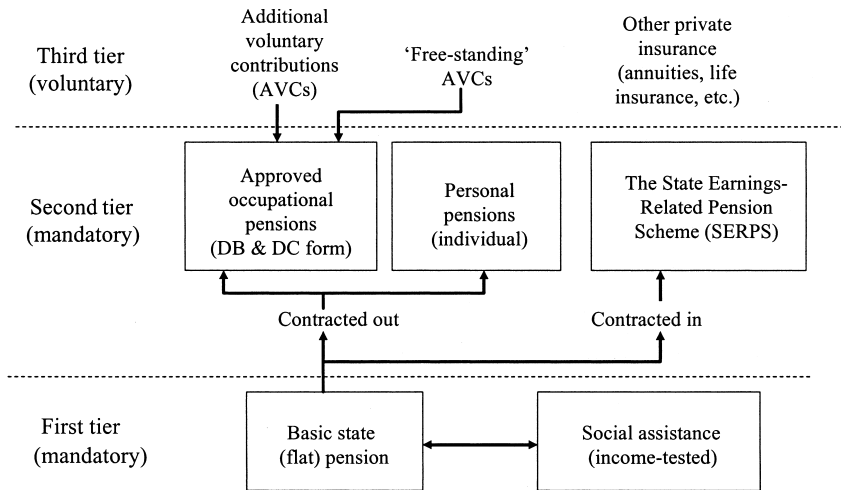 Third tier
(voluntary)
Additional
voluntary
contributions
(AVCs)
‘Free-standing’
AVCs
Other private
insurance
(annuities, life
insurance, etc.)
Second tier
(mandatory)
Approved
occupational
pensions
(DB & DC form)
Personal
pensions
(individual)
The State Earnings-
Related Pension
Scheme (SERPS)
Contracted out
Contracted in
First tier
(mandatory)
Basic state
(flat) pension
Social assistance
(income-tested)